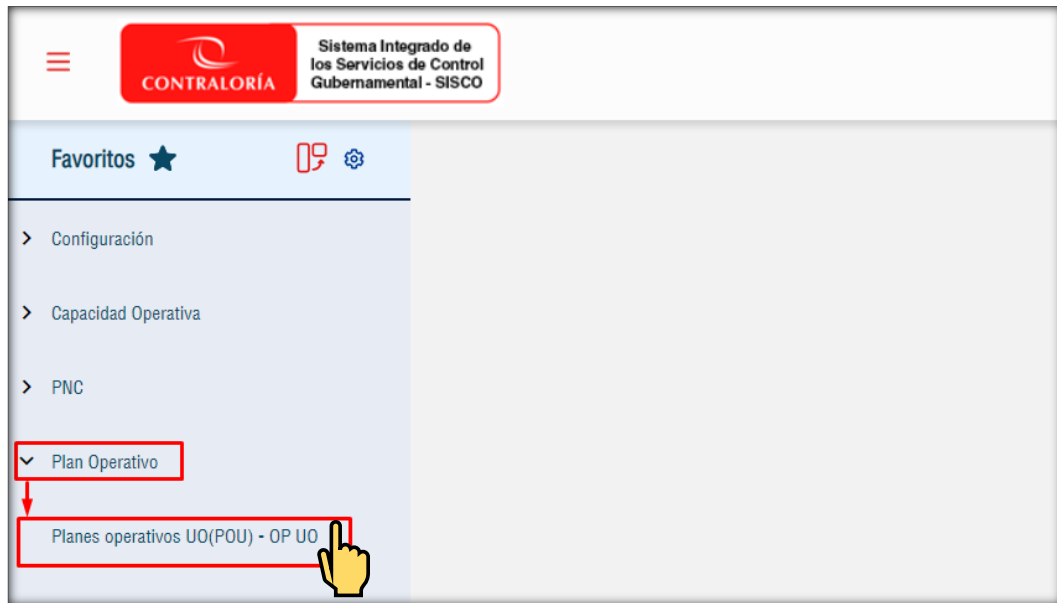 CONTRALORÍA
Sistema Integrado de
los Servicios de Control
Gubernamental - SISCO
Favoritos
Configuración
Capacidad Operativa
PNC
Plan Operativo
Planes operativos UO(POU) - OP UO